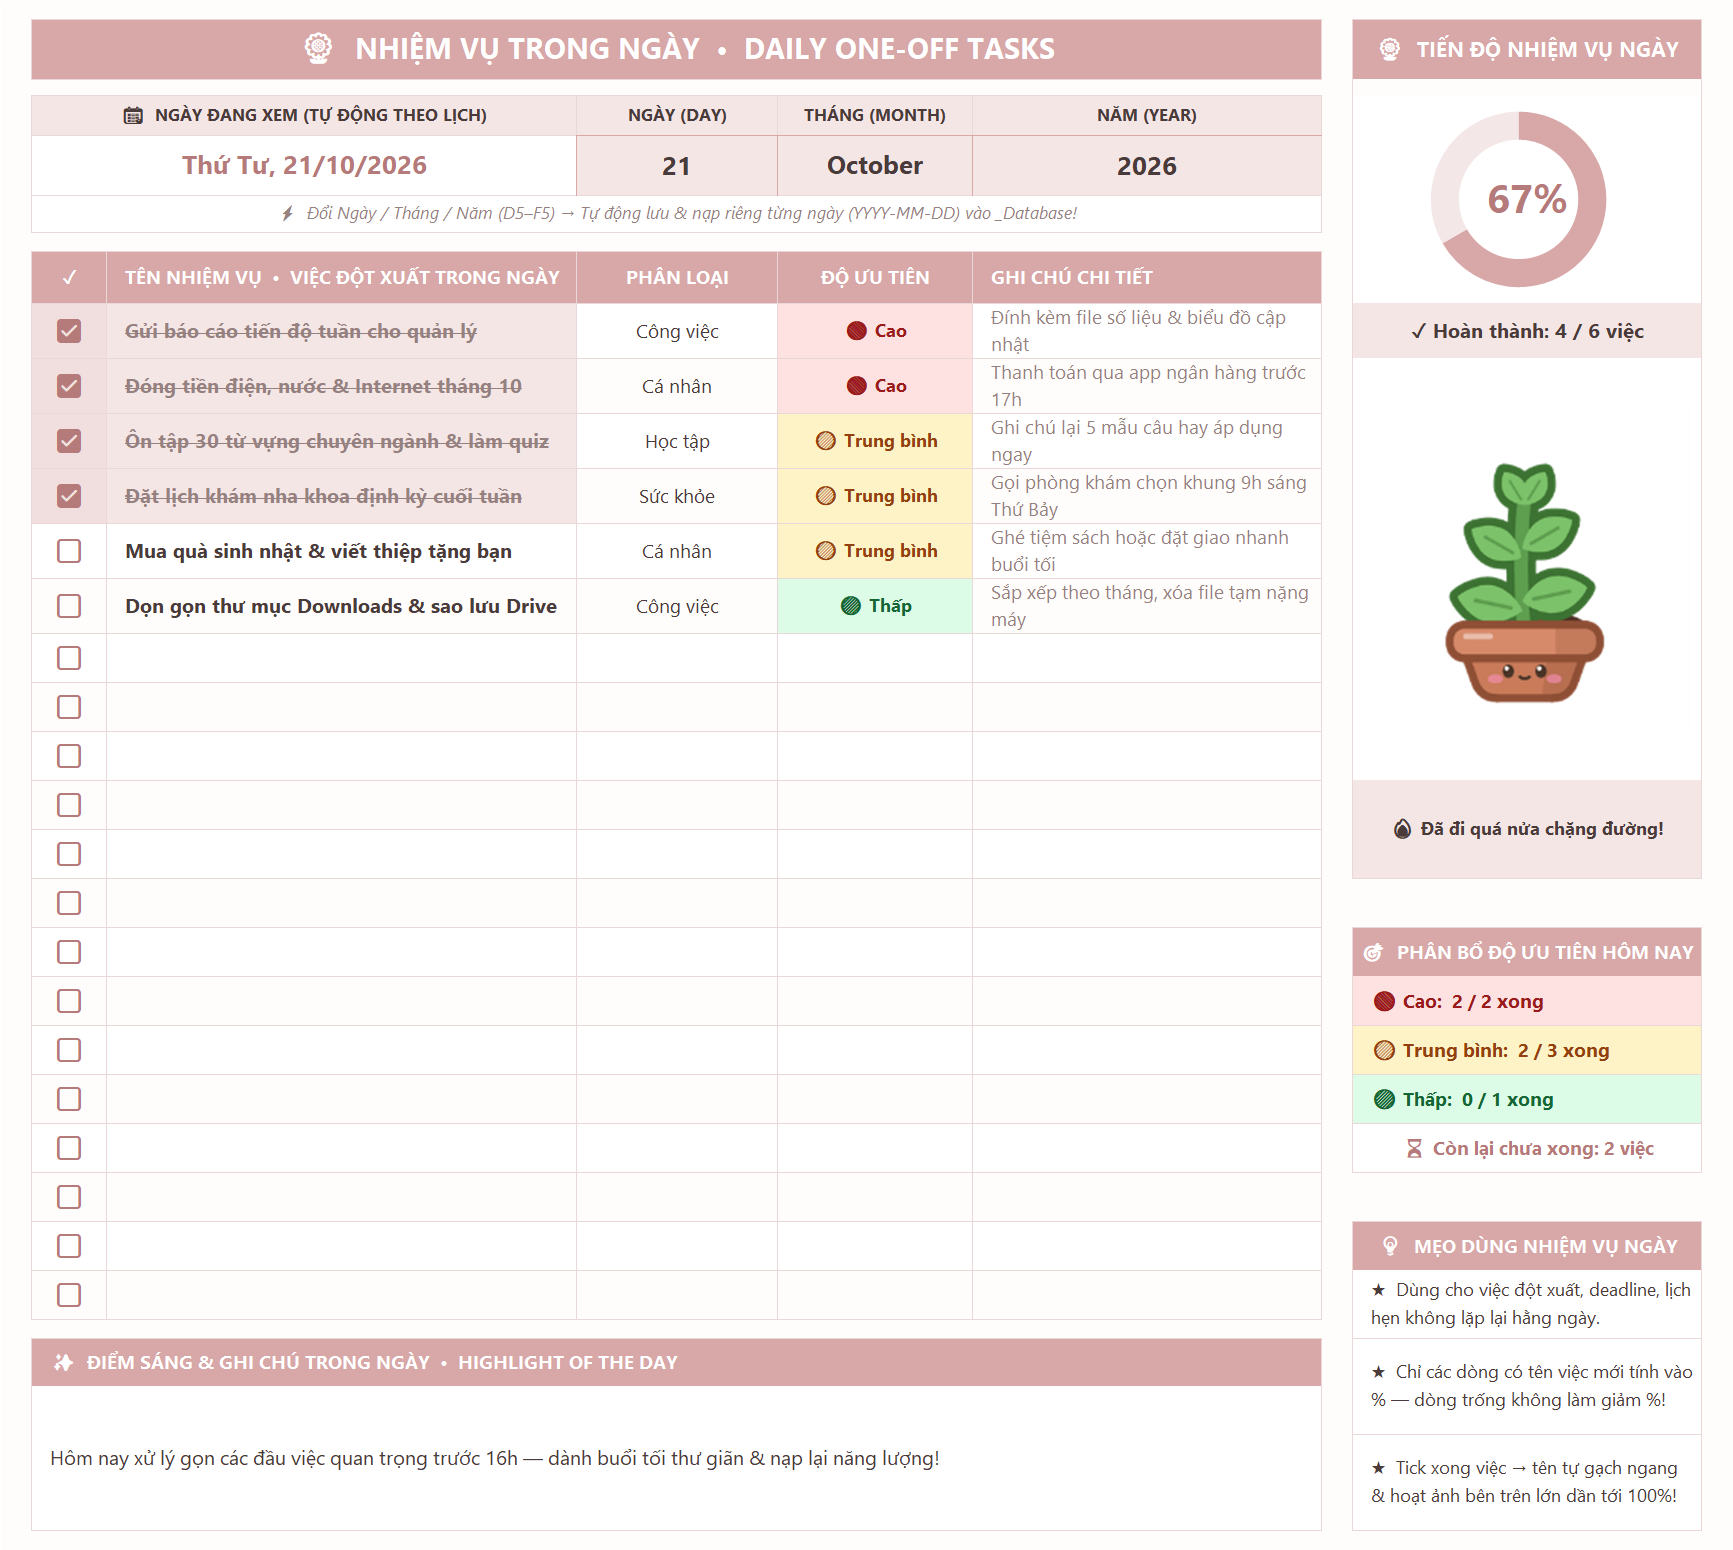 NHIỆM VỤ TRONG NGÀY • DAILY ONE-OFF TASKS
NGÀY ĐANG XEM (TỰ ĐỘNG THEO LỊCH)
NGÀY (DAY)
THÁNG (MONTH)
NĂM (YEAR)
Thứ Tư, 21/10/2026
21
October
2026
Đổi Ngày / Tháng / Năm (D5–F5) → Tự động lưu & nạp riêng từng ngày (YYYY-MM-DD) vào _Database!
✓
TÊN NHIỆM VỤ • VIỆC ĐỘT XUẤT TRONG NGÀY
PHÂN LOẠI
ĐỘ ƯU TIÊN
GHI CHÚ CHI TIẾT
Gửi báo cáo tiến độ tuần cho quản lý
Công việc
Cao
Đính kèm file số liệu & biểu đồ cập
nhật
Đóng tiền điện, nước & Internet tháng 10
Cá nhân
Cao
Thanh toán qua app ngân hàng trước
17h
Ôn tập 30 từ vựng chuyên ngành & làm quiz
Học tập
Trung bình
Ghi chú lại 5 mẫu câu hay áp dụng
ngay
Đặt lịch khám nha khoa định kỳ cuối tuần
Sức khỏe
Trung bình
Gọi phòng khám chọn khung 9h sáng
Thứ Bảy
Mua quà sinh nhật & viết thiệp tặng bạn
Cá nhân
Trung bình
Ghé tiệm sách hoặc đặt giao nhanh
buổi tối
Dọn gọn thư mục Downloads & sao lưu Drive
Công việc
Thấp
Sắp xếp theo tháng, xóa file tạm nặng
máy
ĐIỂM SÁNG & GHI CHÚ TRONG NGÀY • HIGHLIGHT OF THE DAY
Hôm nay xử lý gọn các đầu việc quan trọng trước 16h — dành buổi tối thư giãn & nạp lại năng lượng!
TIẾN ĐỘ NHIỆM VỤ NGÀY
67%
✓ Hoàn thành: 4 / 6 việc
Đã đi quá nửa chặng đường!
PHÂN BỔ ĐỘ ƯU TIÊN HÔM NAY
Cao: 2 / 2 xong
Trung bình: 2 / 3 xong
Thấp: 0 / 1 xong
Còn lại chưa xong: 2 việc
MẸO DÙNG NHIỆM VỤ NGÀY
★ Dùng cho việc đột xuất, deadline, lịch
hẹn không lặp lại hằng ngày.
★ Chỉ các dòng có tên việc mới tính vào
% — dòng trống không làm giảm %!
★ Tick xong việc → tên tự gạch ngang
& hoạt ảnh bên trên lớn dần tới 100%!